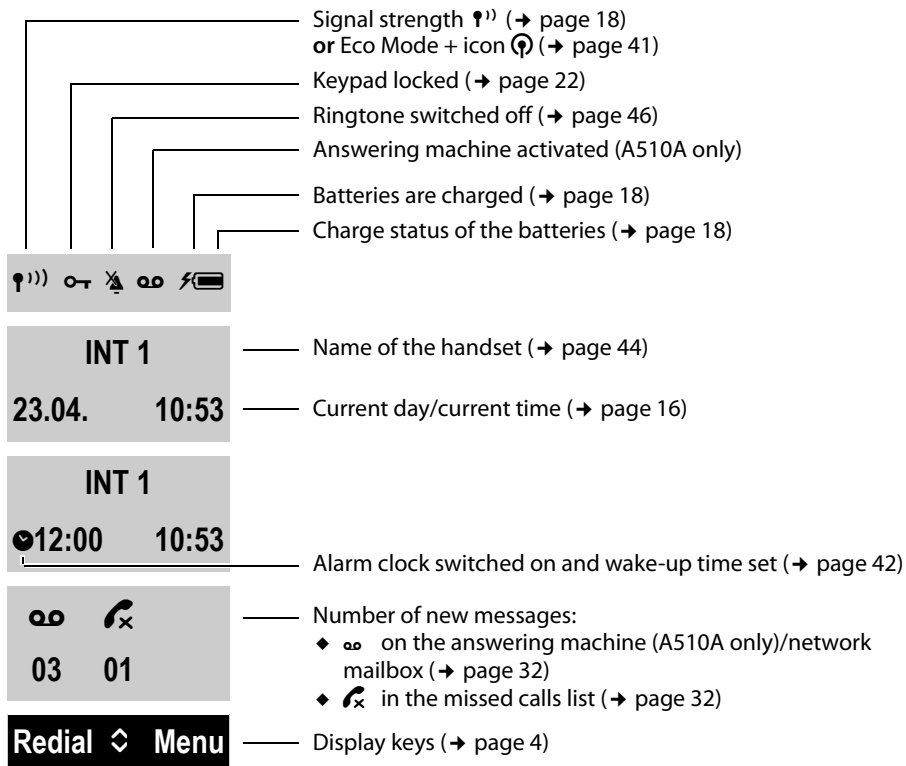 Signal strength (➔ page 18)
or Eco Mode + icon (➔ page 41)
Keypad locked (➔ page 22)
Ringtone switched off (➔ page 46)
Answering machine activated (A510A only)
Batteries are charged (➔ page 18)
Charge status of the batteries (➔ page 18)
INT 1
Name of the handset (➔ page 44)
23.04. 10:53
Current day/current time (➔ page 16)
INT 1
12:00 10:53
Alarm clock switched on and wake-up time set (➔ page 42)
Number of new messages:
◆ on the answering machine (A510A only)/network
mailbox (➔ page 32)
03 01
◆ in the missed calls list (➔ page 32)
Redial Menu
Display keys (➔ page 4)